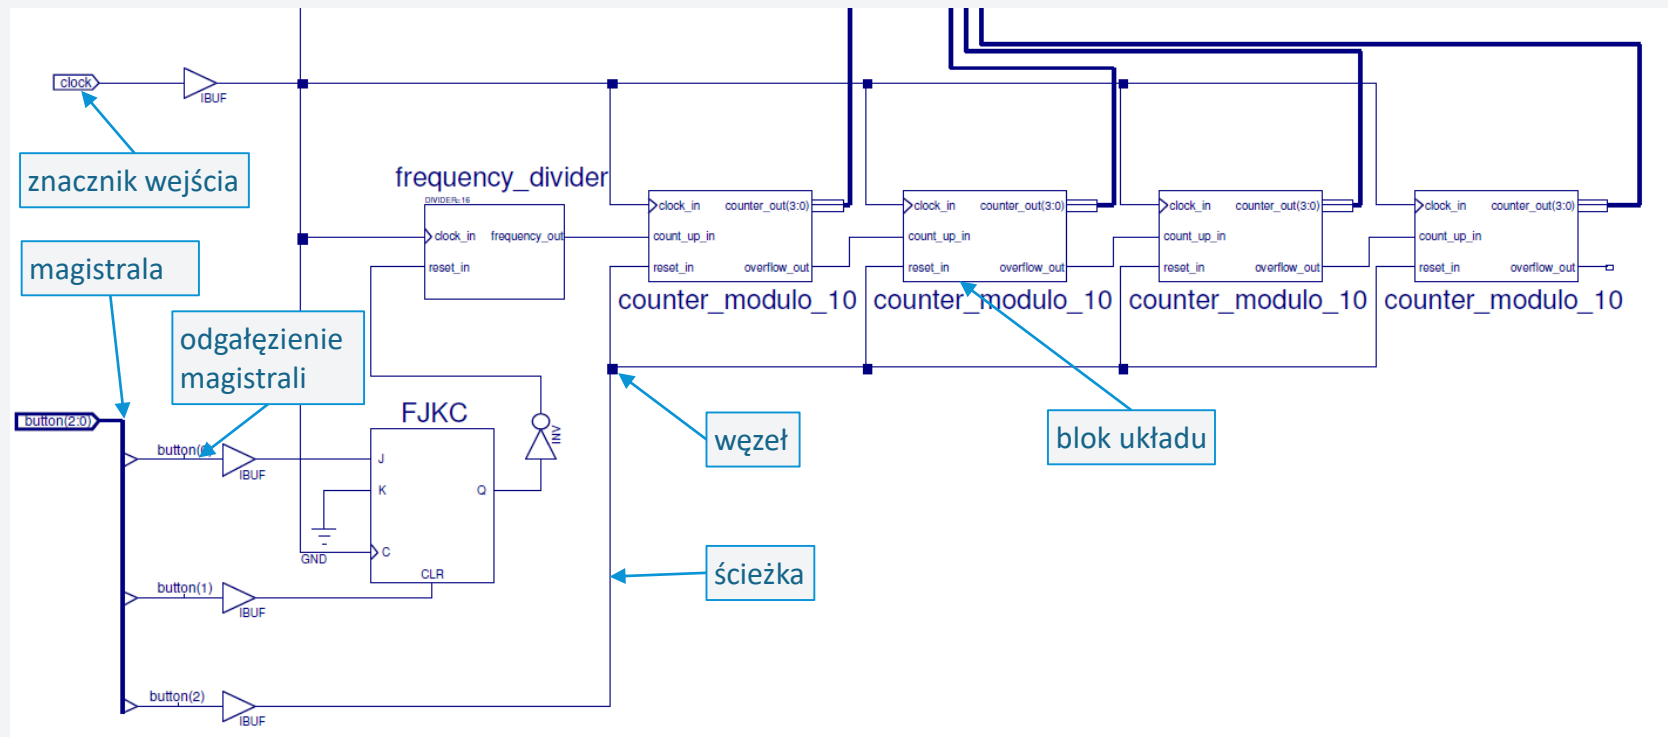 clock
IBUF
znacznik wejścia
frequency_divider
DIVIDER=16
clock_in frequency_out
reset_in
clock_in counter_out(3:0)
count_up_in
reset_in overflow_out
counter_modulo_10
clock_in counter_out(3:0)
count_up_in
reset_in overflow_out
counter_modulo_10
clock_in counter_out(3:0)
count_up_in
reset_in overflow_out
counter_modulo_10
clock_in counter_out(3:0)
count_up_in
reset_in overflow_out
counter_modulo_10
magistrala
odgałęzienie
magistrali
button(2:0)
FJKC
INV
węzeł
blok układu
IBUF
J
K Q
GND
C
CLR
ścieżka
button(1)
IBUF
button(2)
IBUF